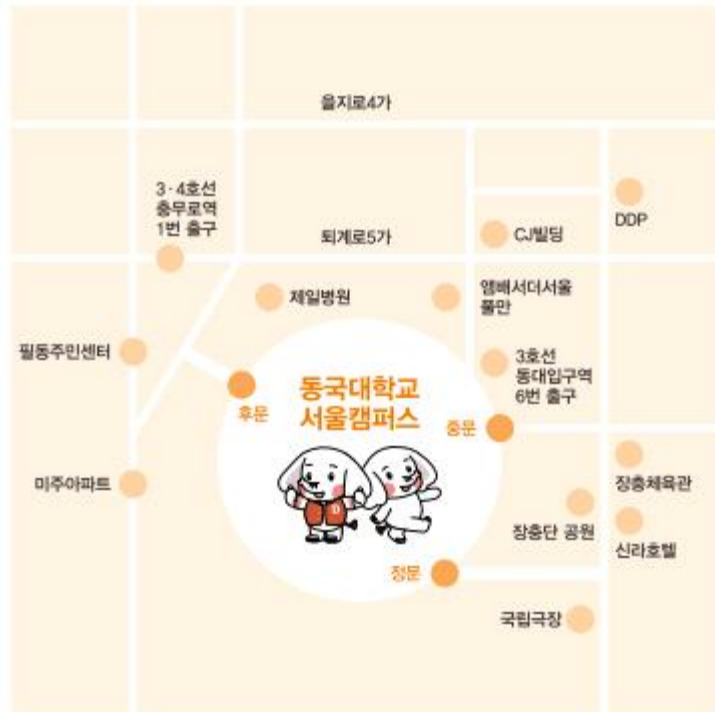 을지로4가
3·4호선
충무로역
1번 출구
퇴계로5가
CJ빌딩
DDP
제일병원
앰배서더서울
풀만
필동주민센터
3호선
동대입구역
6번 출구
동국대학교
서울캠퍼스
후문
중문
미주아파트
D
장충체육관
장충단 공원
신라호텔
정문
국립극장